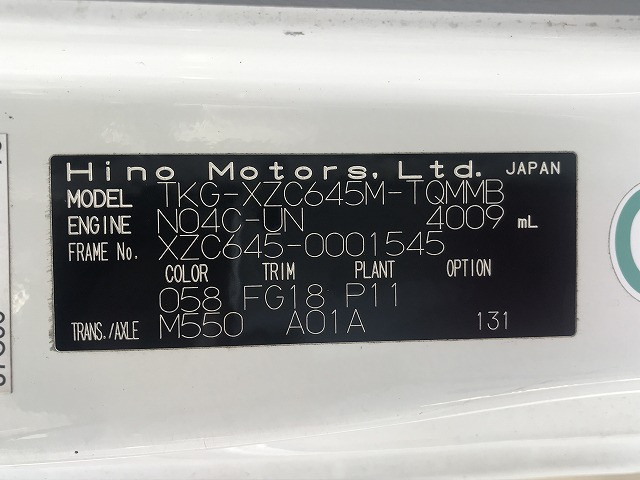 Hino Motors, Ltd. JAPAN
MODEL TKG-XZC645M-TQMMB
ENGINE N04C-UN 4009 mL
FRAME No. XZC645-0001545
COLOR TRIM PLANT OPTION
058 FG18 P11
TRANS./AXLE M550 A01A 131